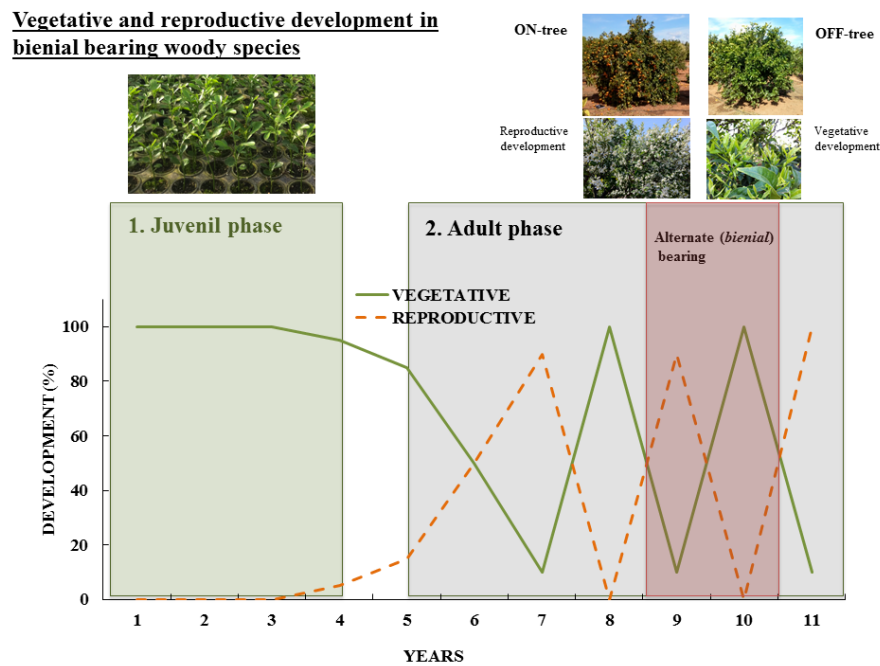 Vegetative and reproductive development in
bienial bearing woody species
ON-tree
OFF-tree
Reproductive
development
Vegetative
development
1. Juvenil phase
2. Adult phase
Alternate (bienial)
bearing
VEGETATIVE
REPRODUCTIVE
DEVELOPMENT (%)
100
80
60
40
20
0
1 2 3 4 5 6 7 8 9 10 11
YEARS